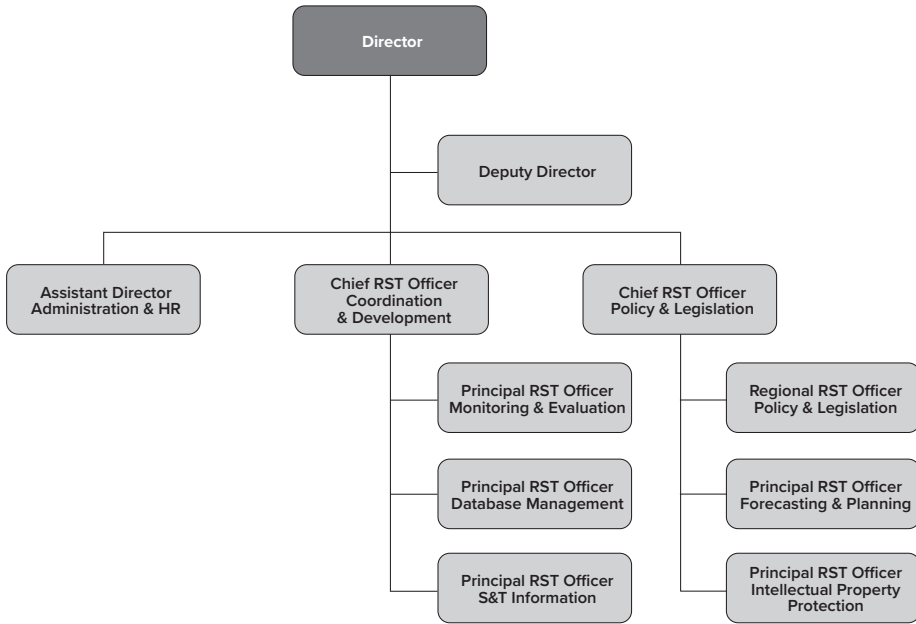 Director
Deputy Director
Assistant Director
Administration & HR
Chief RST Officer
Coordination
& Development
Chief RST Officer
Policy & Legislation
Principal RST Officer
Monitoring & Evaluation
Regional RST Officer
Policy & Legislation
Principal RST Officer
Database Management
Principal RST Officer
Forecasting & Planning
Principal RST Officer
S&T Information
Principal RST Officer
Intellectual Property
Protection